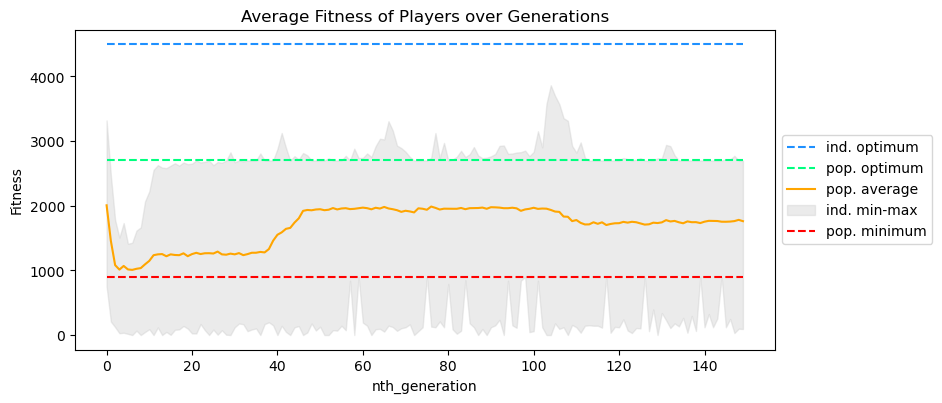 Average Fitness of Players over Generations
Fitness
4000
3000
2000
1000
0
0 20 40 60 80 100 120 140
nth_generation
ind. optimum
pop. optimum
pop. average
ind. min-max
pop. minimum